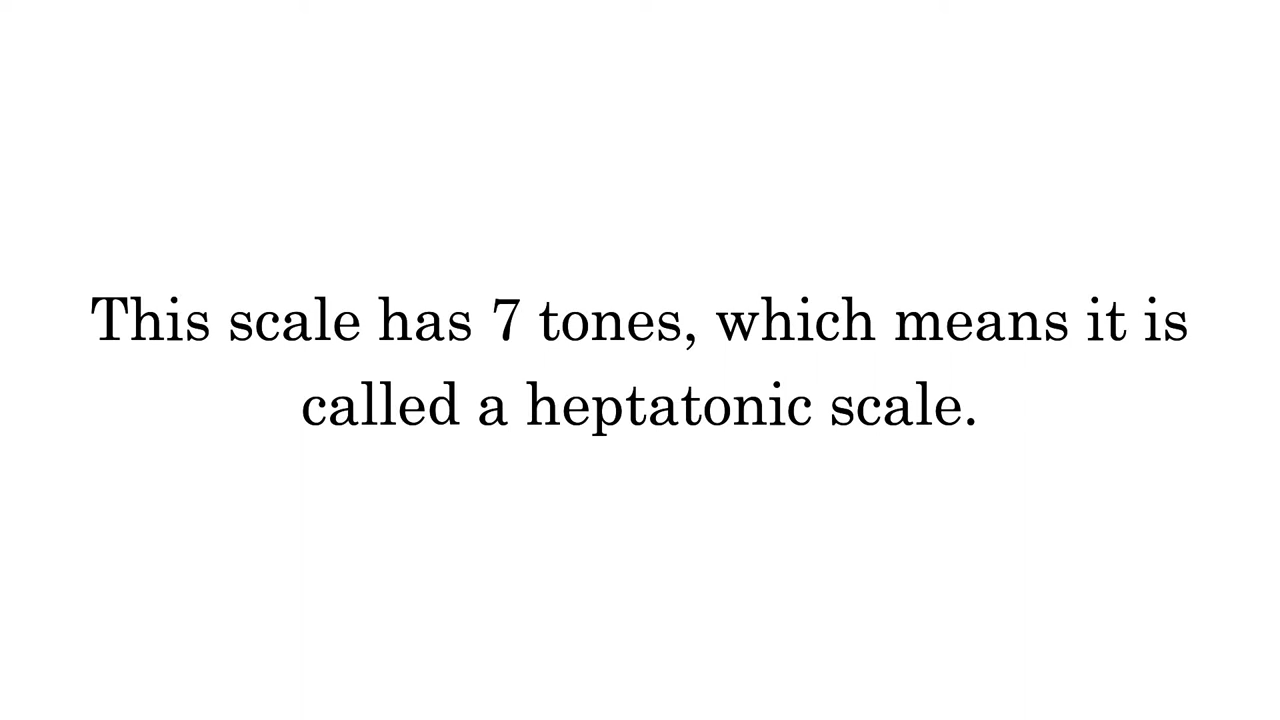 This scale has 7 tones, which means it is
called a heptatonic scale.